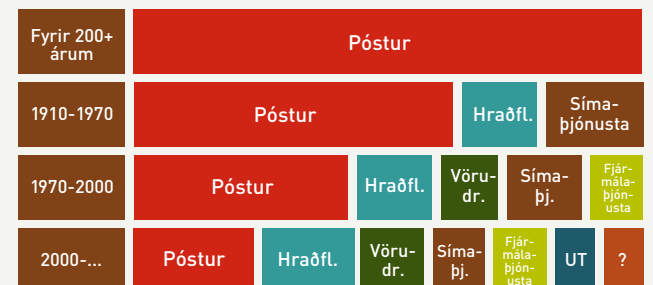 Fyrir 200+
árum
Póstur
1910-1970
Póstur
Hraðfl.
Síma-
þjónusta
1970-2000
Póstur
Hraðfl.
Vöru-
dr.
Síma-
þj.
Fjár-
mála-
þjón-
usta
2000-...
Póstur
Hraðfl.
Vöru-
dr.
Síma-
þj.
Fjár-
mála-
þjón-
usta
UT
?